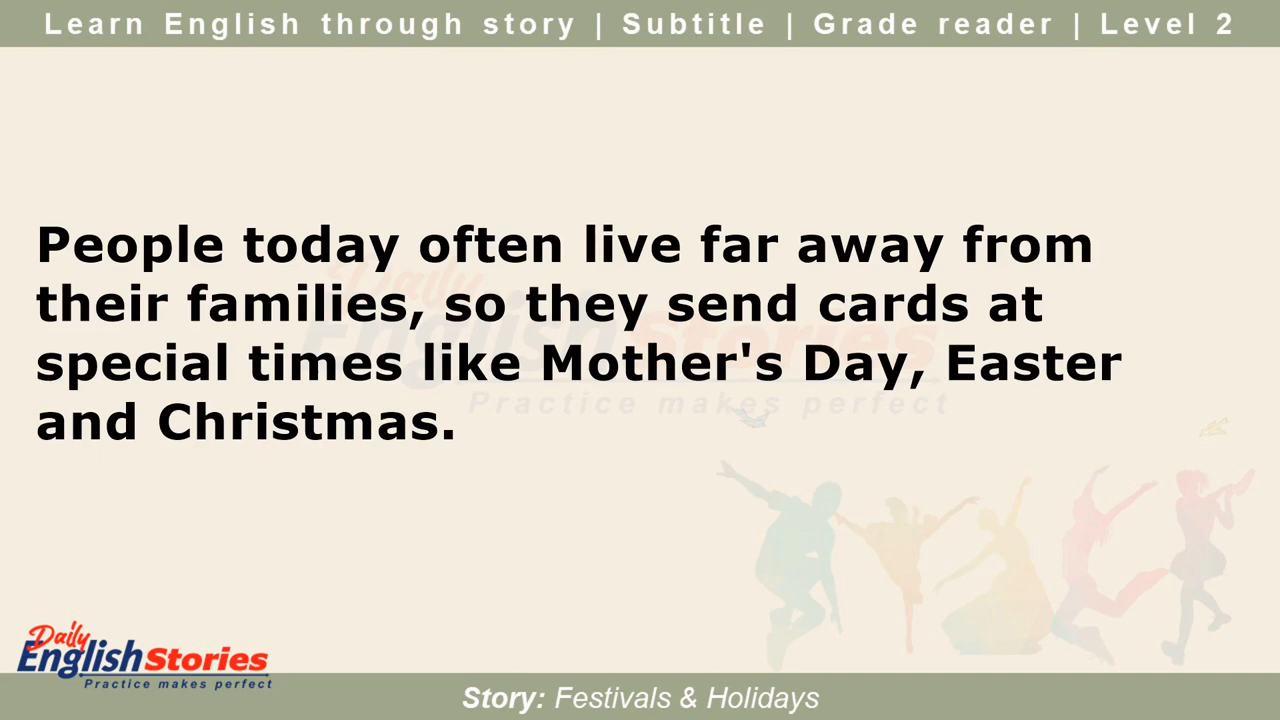 Learn English through story | Subtitle | Grade reader | Level 2
People today often live far away from
their families, so they send cards at
special times like Mother's Day, Easter
and Christmas.
Daily
English Stories
Practice makes perfect
Daily
English Stories
Practice makes perfect
Story: Festivals & Holidays